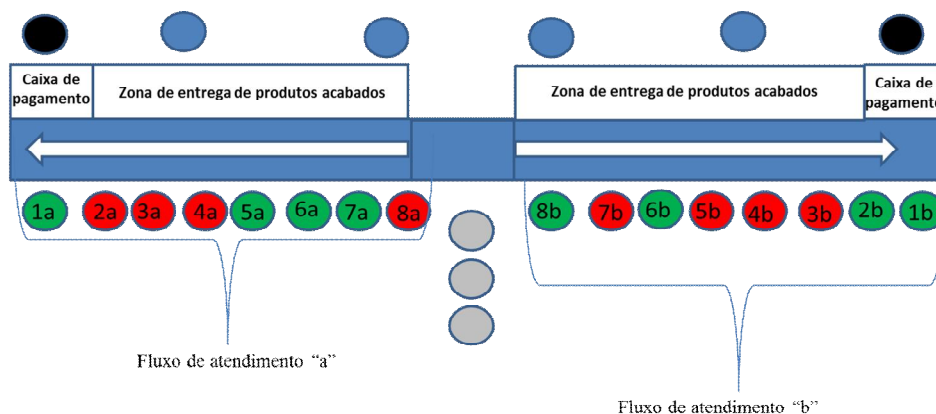 Caixa de
pagamento
Zona de entrega de produtos acabados
Zona de entrega de produtos acabados
Caixa de
pagamento
1a 2a 3a 4a 5a 6a 7a 8a
8b 7b 6b 5b 4b 3b 2b 1b
Fluxo de atendimento “a”
Fluxo de atendimento “b”